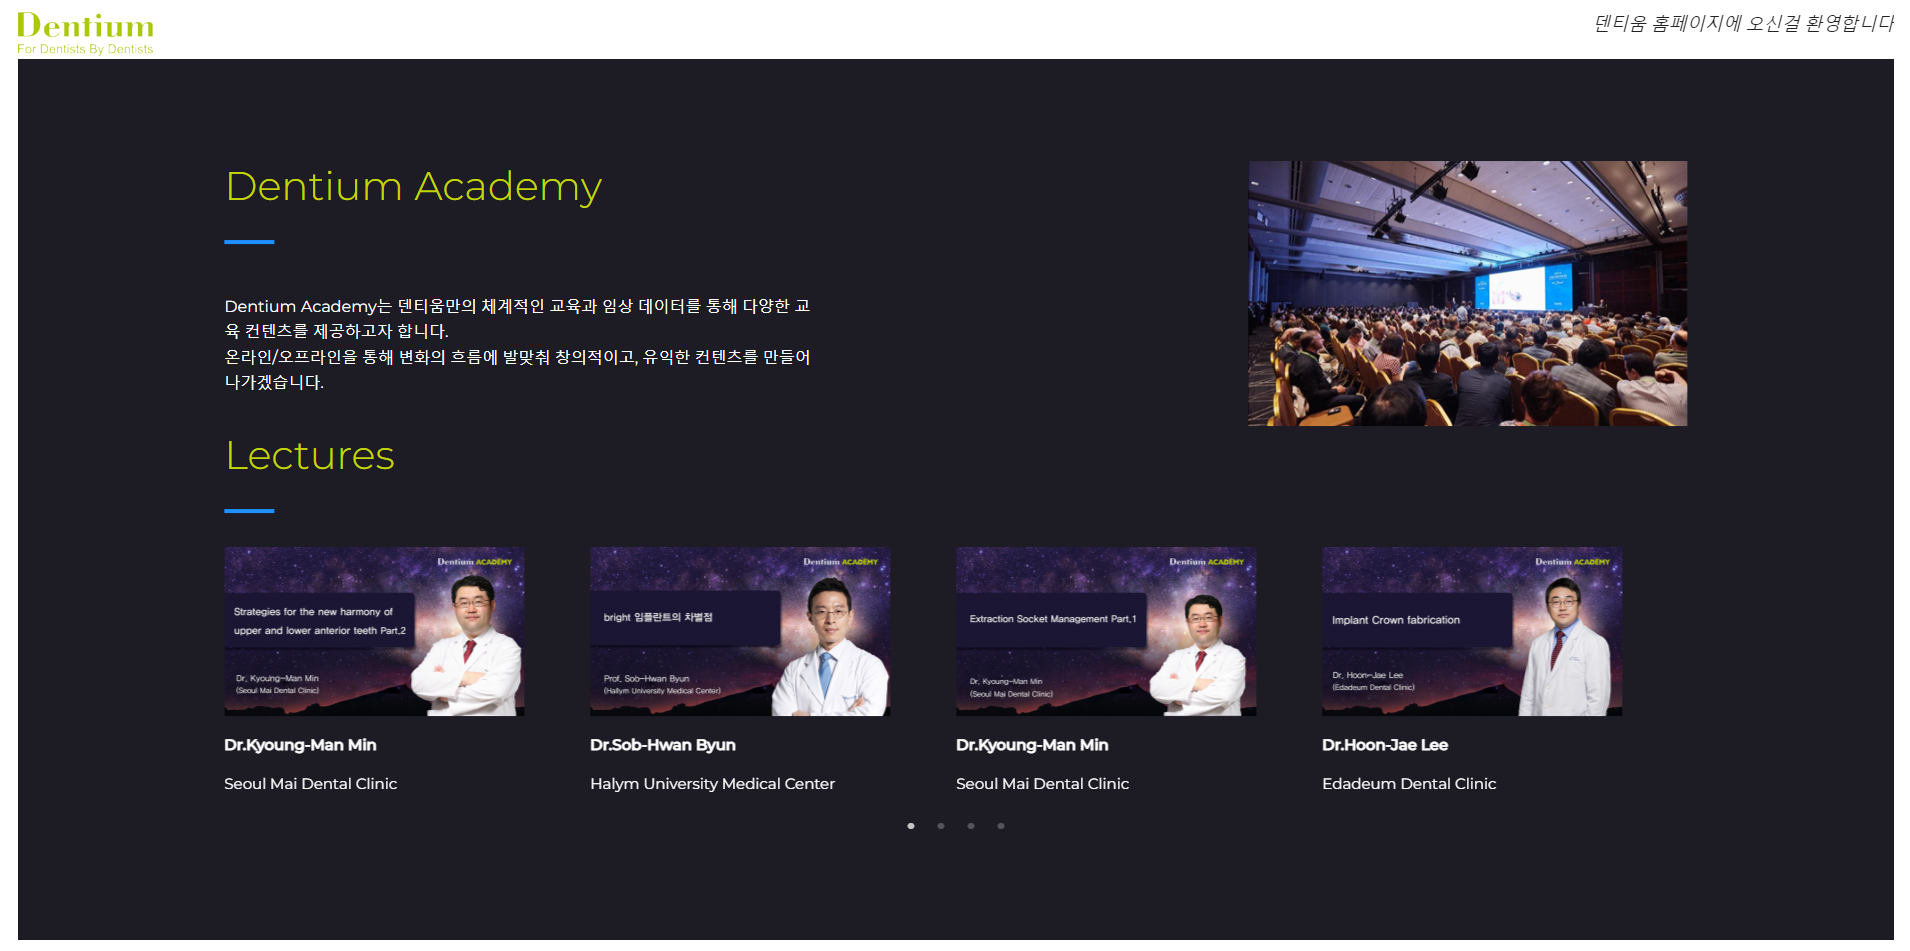 Dentium
For Dentists By Dentists
덴티움 홈페이지에 오신걸 환영합니다
Dentium Academy
Dentium Academy는 덴티움만의 체계적인 교육과 임상 데이터를 통해 다양한 교
육 컨텐츠를 제공하고자 합니다.
온라인/오프라인을 통해 변화의 흐름에 발맞춰 창의적이고, 유익한 컨텐츠를 만들어
나가겠습니다.
Lectures
Dentium ACADEMY
Strategies for the new harmony of
upper and lower anterior teeth Part.2
Dr. Kyoung-Man Min
(Seoul Mai Dental Clinic)
Dr.Kyoung-Man Min
Seoul Mai Dental Clinic
Dentium ACADEMY
bright 임플란트의 차별점
Prof. Sob-Hwan Byun
(Hallym University Medical Center)
Dr.Sob-Hwan Byun
Halym University Medical Center
Dentium ACADEMY
Extraction Socket Management Part.1
Dr. Kyoung-Man Min
(Seoul Mai Dental Clinic)
Dr.Kyoung-Man Min
Seoul Mai Dental Clinic
Dentium ACADEMY
Implant Crown fabrication
Dr. Hoon-Jae Lee
(Edadeum Dental Clinic)
Dr.Hoon-Jae Lee
Edadeum Dental Clinic